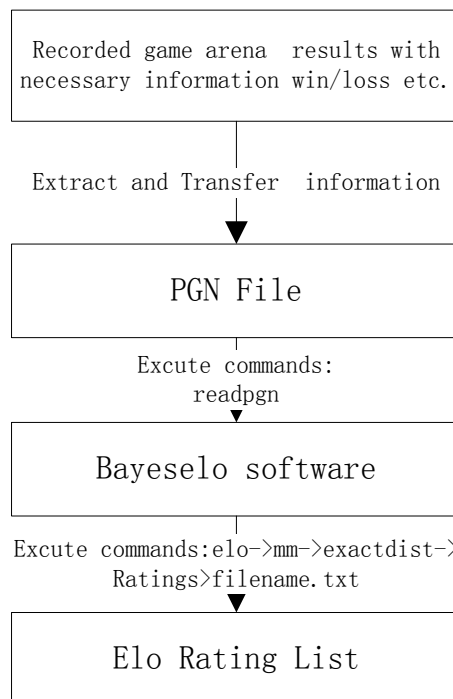 Recorded game arena results with
necessary information win/loss etc.
Extract and Transfer information
PGN File
Excute commands:
readpgn
Bayeselo software
Excute commands:elo->mm->exactdist->
Ratings>filename.txt
Elo Rating List